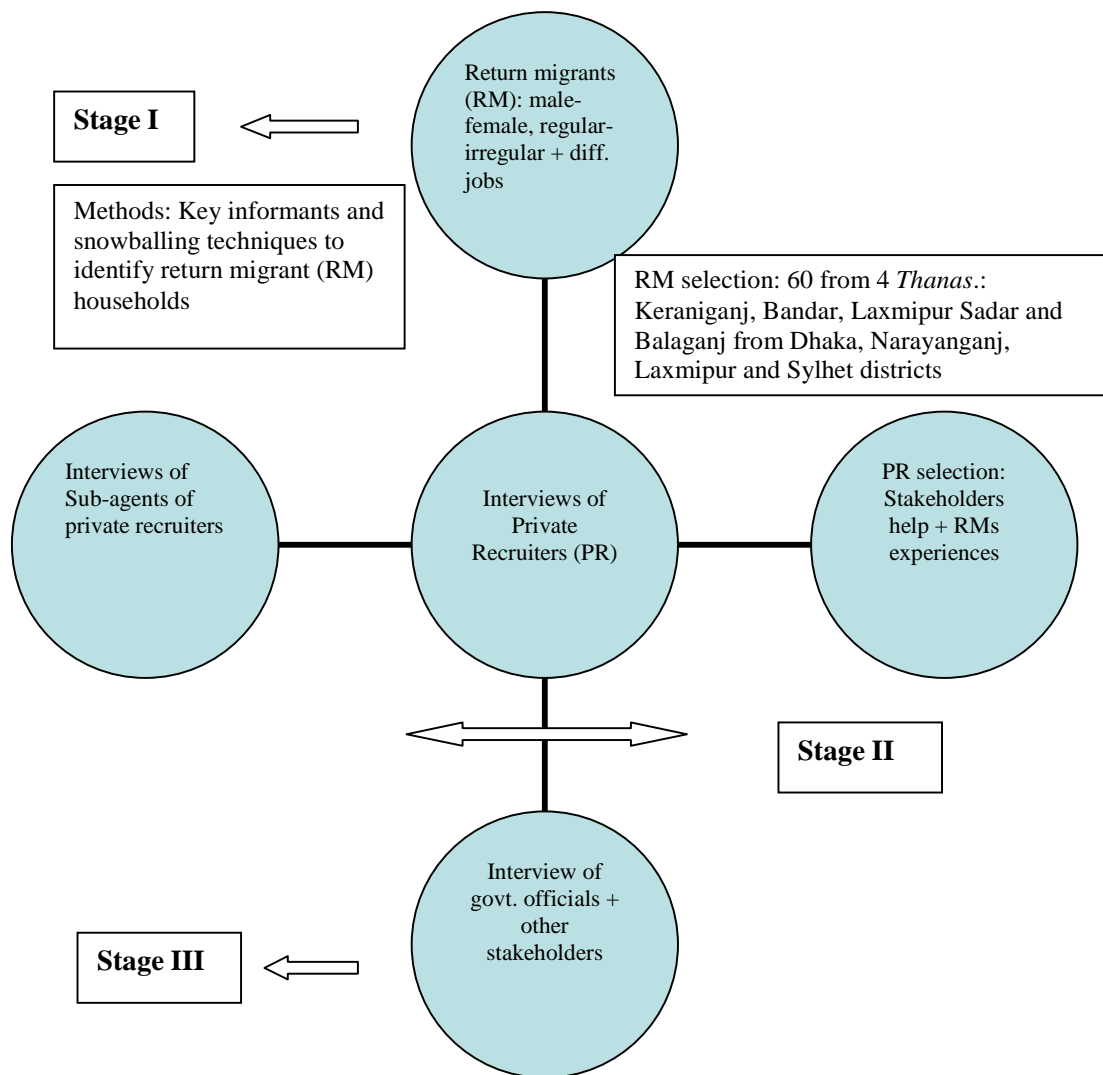 Return migrants
(RM): male-
female, regular-
irregular + diff.
jobs
Stage I
Methods: Key informants and
snowballing techniques to
identify return migrant (RM)
households
RM selection: 60 from 4 Thanas.:
Keraniganj, Bandar, Laxmipur Sadar and
Balaganj from Dhaka, Narayanganj,
Laxmipur and Sylhet districts
Interviews of
Sub-agents of
private recruiters
Interviews of
Private
Recruiters (PR)
PR selection:
Stakeholders
help + RMs
experiences
Stage II
Interview of
govt. officials +
other
stakeholders
Stage III